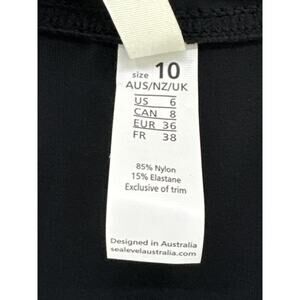 size 10
AUS/NZ/UK
US 6
CAN 8
EUR 36
FR 38
85% Nylon
15% Elastane
Exclusive of trim
Designed in Australia
sealevelaustralia.com